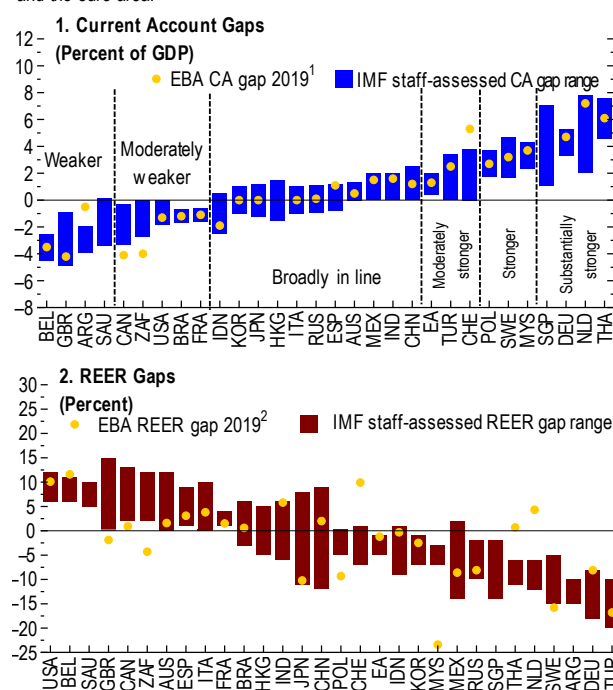 1. Current Account Gaps
(Percent of GDP)
EBA CA gap 2019¹ IMF staff-assessed CA gap range
12
10
8
6
4
2
0
−2
−4
−6
−8
Weaker
Moderately weaker
Broadly in line
Moderately stronger
Stronger
Substantially stronger
BEL GBR ARG SAU CAN ZAF USA BRA FRA IDN KOR JPN HKG ITA RUS ESP AUS MEX IND CHN EA TUR CHE POL SWE MYS SGP DEU NLD THA
2. REER Gaps
(Percent)
EBA REER gap 2019² IMF staff-assessed REER gap range
30
25
20
15
10
5
0
−5
−10
−15
−20
−25
USA BEL SAU GBR CAN ZAF AUS ESP ITA FRA BRA HKG IND JPN CHN POL CHE EA IDN KOR MYS MEX RUS SGP THA NLD SWE ARG DEU